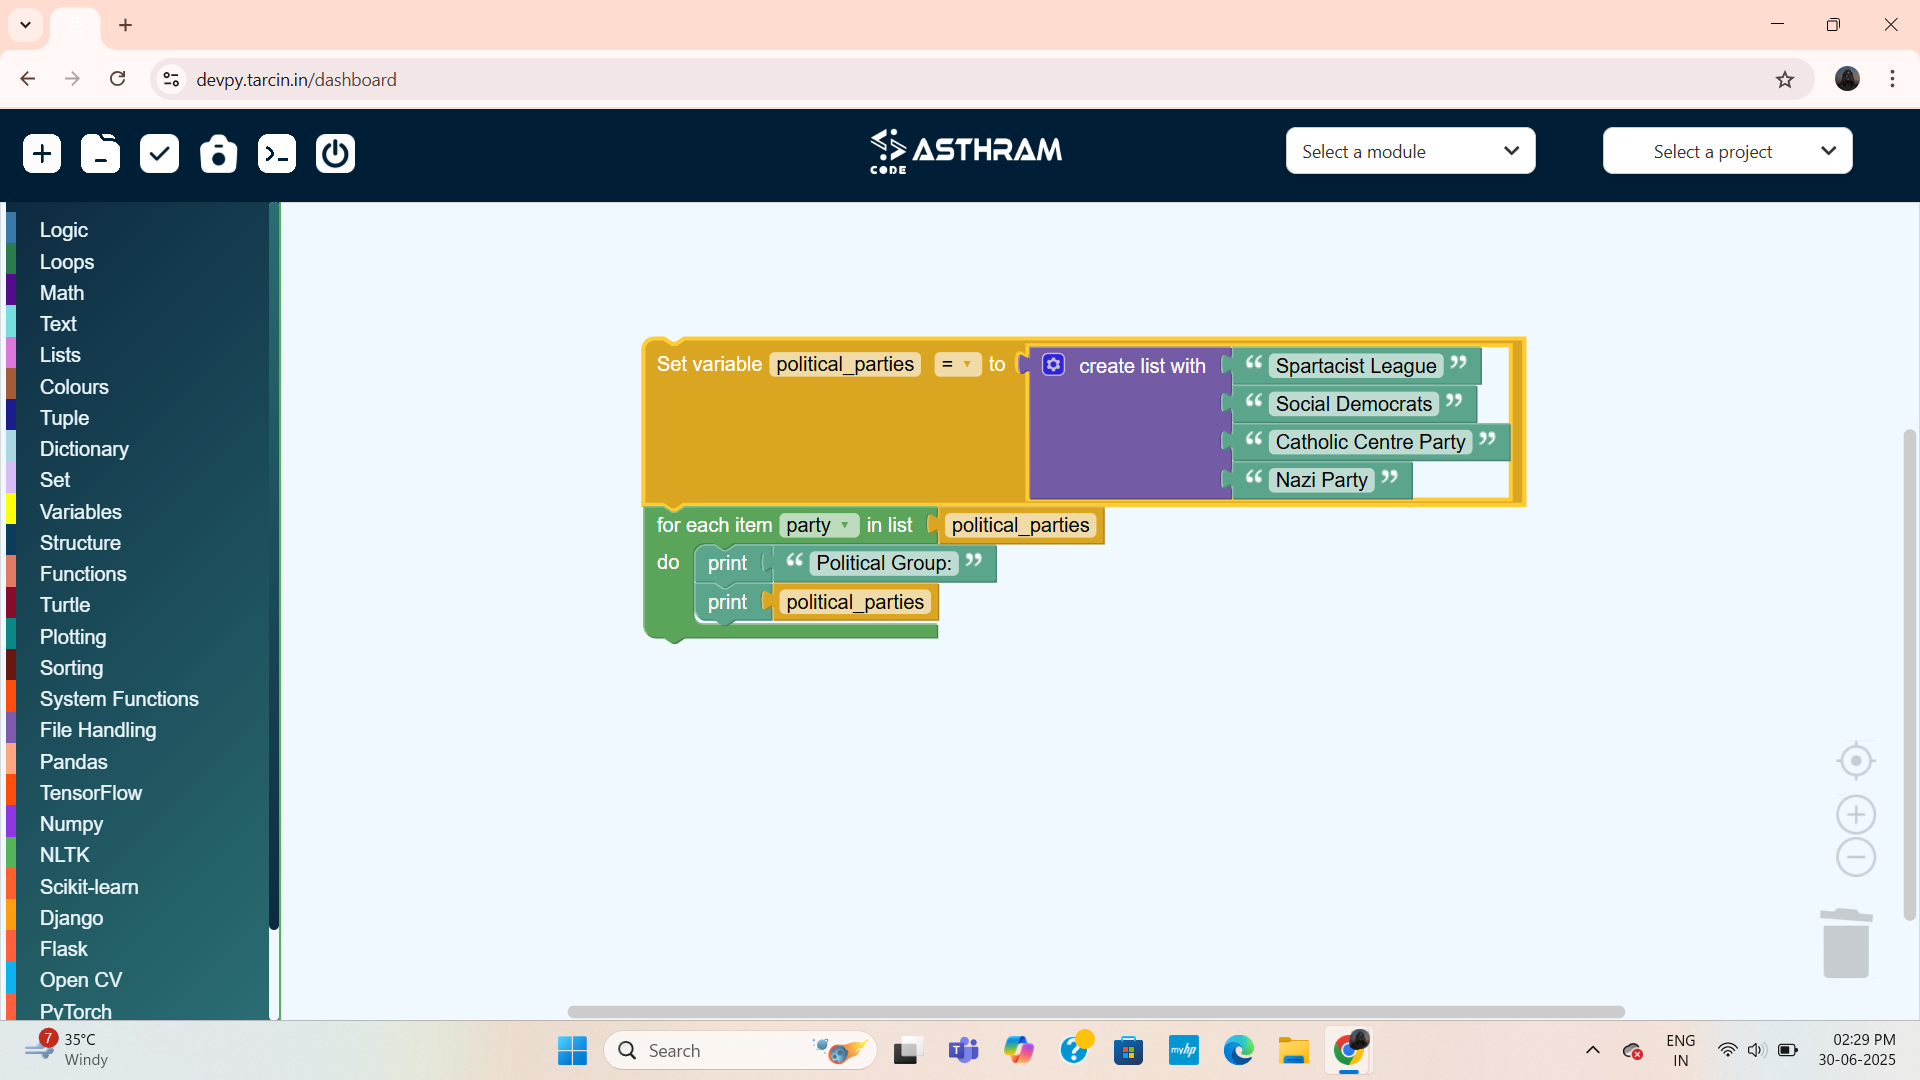 devpy.tarcin.in/dashboard
ASTHRAM
CODE
Select a module
Select a project
Logic
Loops
Math
Text
Lists
Colours
Tuple
Dictionary
Set
Variables
Structure
Functions
Turtle
Plotting
Sorting
System Functions
File Handling
Pandas
TensorFlow
Numpy
NLTK
Scikit-learn
Django
Flask
Open CV
PyTorch
Set variable political_parties = to create list with “ Spartacist League ”
“ Social Democrats ”
“ Catholic Centre Party ”
“ Nazi Party ”
for each item party in list political_parties
do print “ Political Group: ”
print political_parties
7
35°C
Windy
Search
myhp
ENG
IN
02:29 PM
30-06-2025